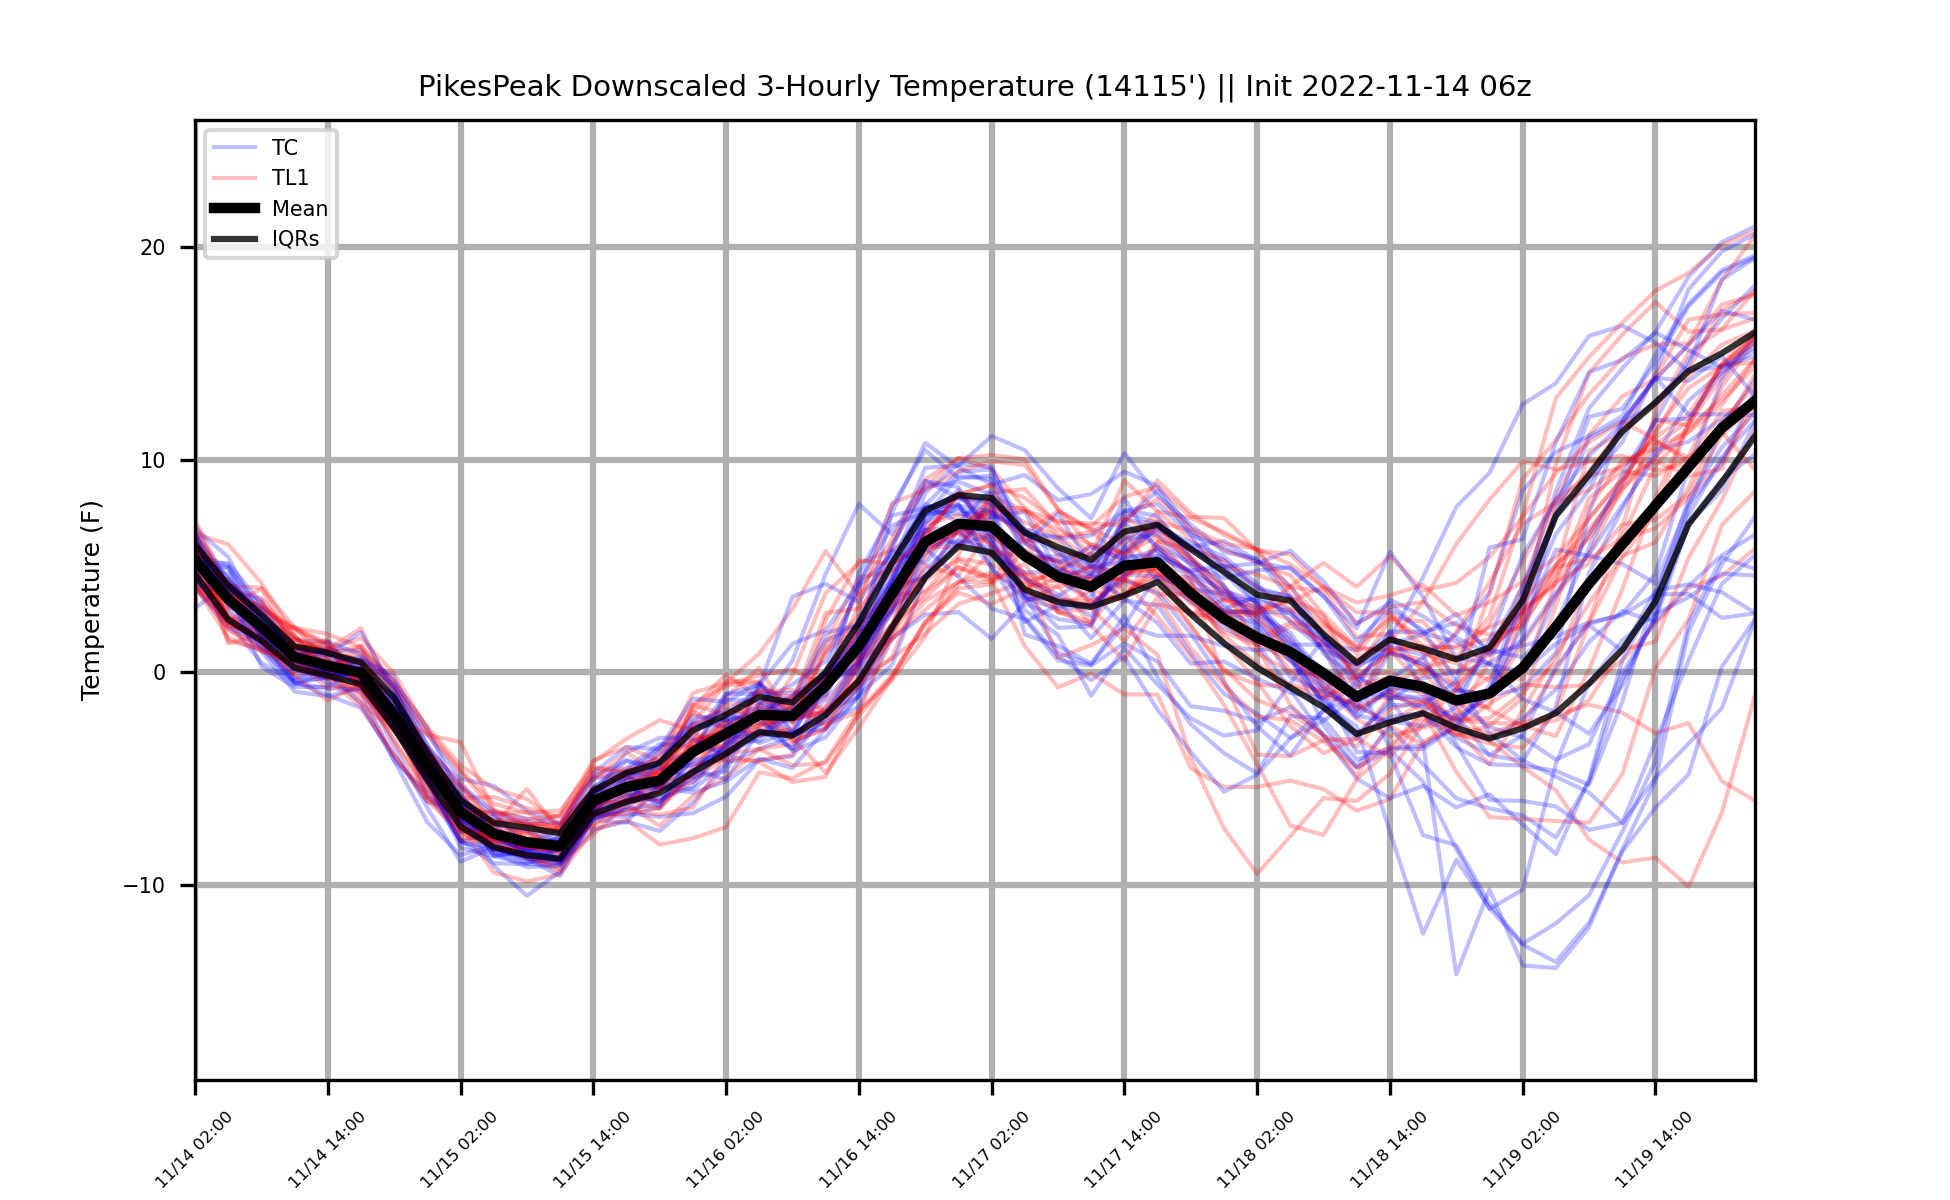 PikesPeak Downscaled 3-Hourly Temperature (14115') || Init 2022-11-14 06z
TC
TL1
Mean
IQRs
Temperature (F)
20
10
0
−10
11/14 02:00
11/14 14:00
11/15 02:00
11/15 14:00
11/16 02:00
11/16 14:00
11/17 02:00
11/17 14:00
11/18 02:00
11/18 14:00
11/19 02:00
11/19 14:00